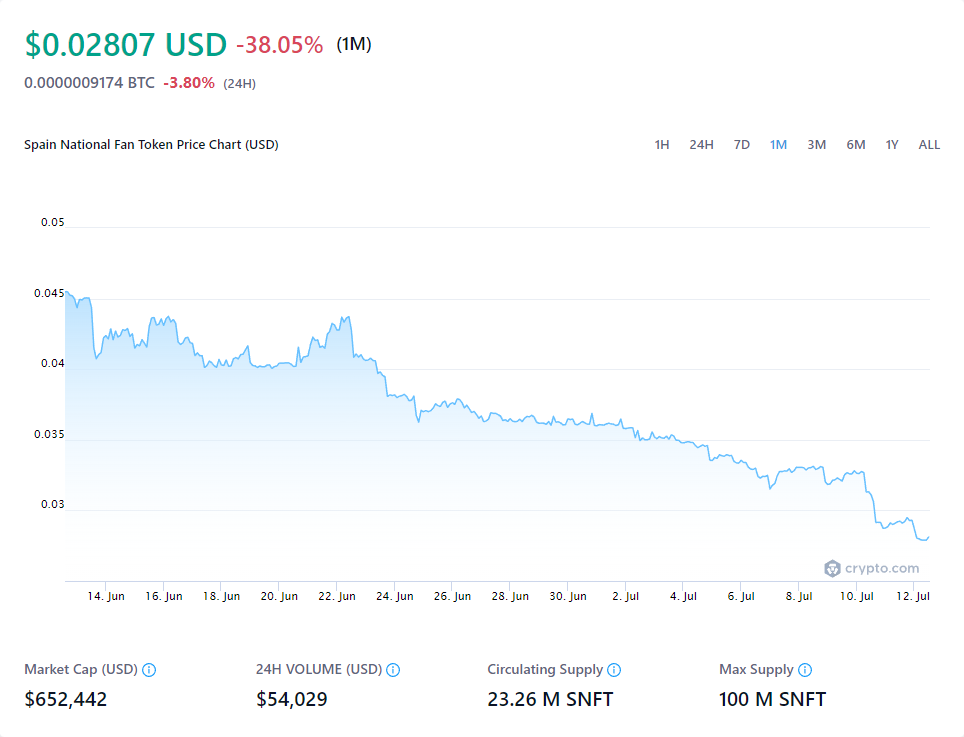 $0.02807 USD -38.05% (1M)
0.0000009174 BTC -3.80% (24H)
Spain National Fan Token Price Chart (USD) 1H 24H 7D 1M 3M 6M 1Y ALL
0.05
0.045
0.04
0.035
0.03
crypto.com
14. Jun 16. Jun 18. Jun 20. Jun 22. Jun 24. Jun 26. Jun 28. Jun 30. Jun 2. Jul 4. Jul 6. Jul 8. Jul 10. Jul 12. Jul
Market Cap (USD) 24H VOLUME (USD) Circulating Supply Max Supply
$652,442 $54,029 23.26 M SNFT 100 M SNFT